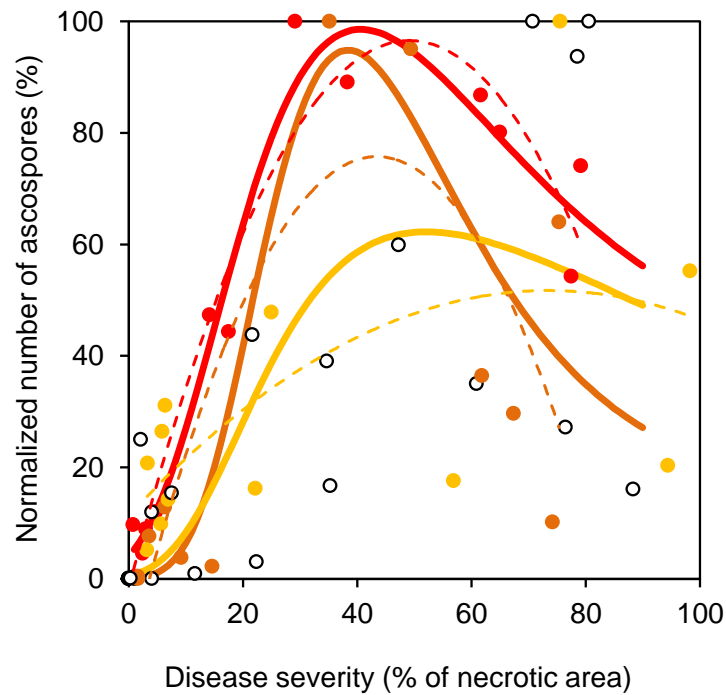 Normalized number of ascospores (%)
100
80
60
40
20
0
0 20 40 60 80 100
Disease severity (% of necrotic area)